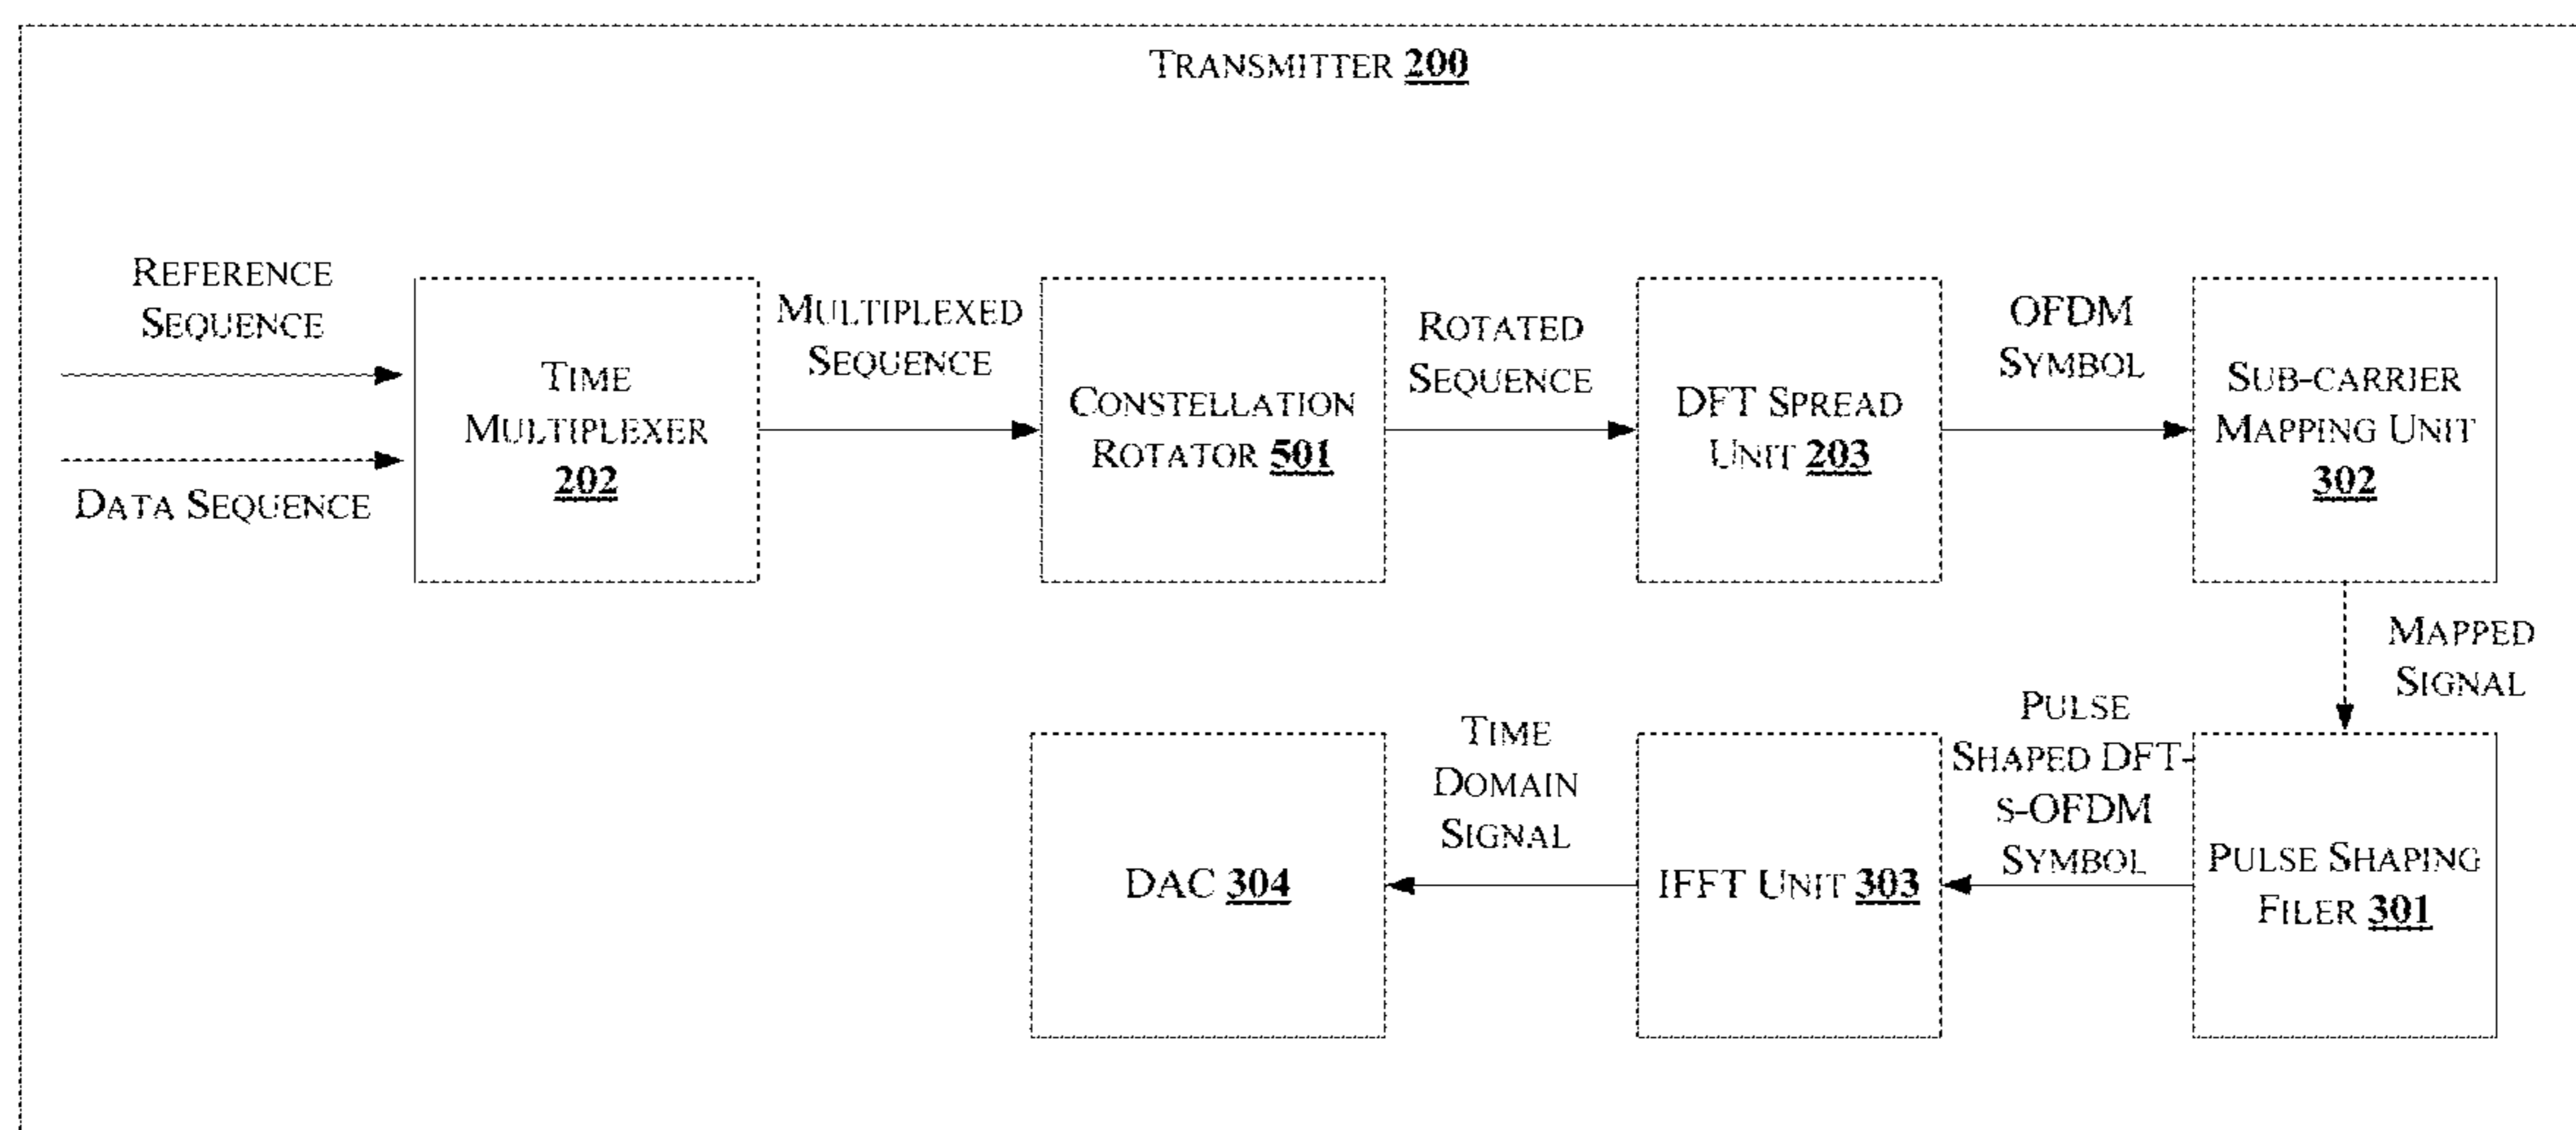 TRANSMITTER 200
REFERENCE
SEQUENCE
DATA SEQUENCE
TIME
MULTIPLEXER
202
MULTIPLEXED
SEQUENCE
CONSTELLATION
ROTATOR 501
ROTATED
SEQUENCE
DFT SPREAD
UNIT 203
OFDM
SYMBOL
SUB-CARRIER
MAPPING UNIT
302
MAPPED
SIGNAL
PULSE SHAPING
FILER 301
PULSE
SHAPED DFT-
S-OFDM
SYMBOL
IFFT UNIT 303
TIME
DOMAIN
SIGNAL
DAC 304